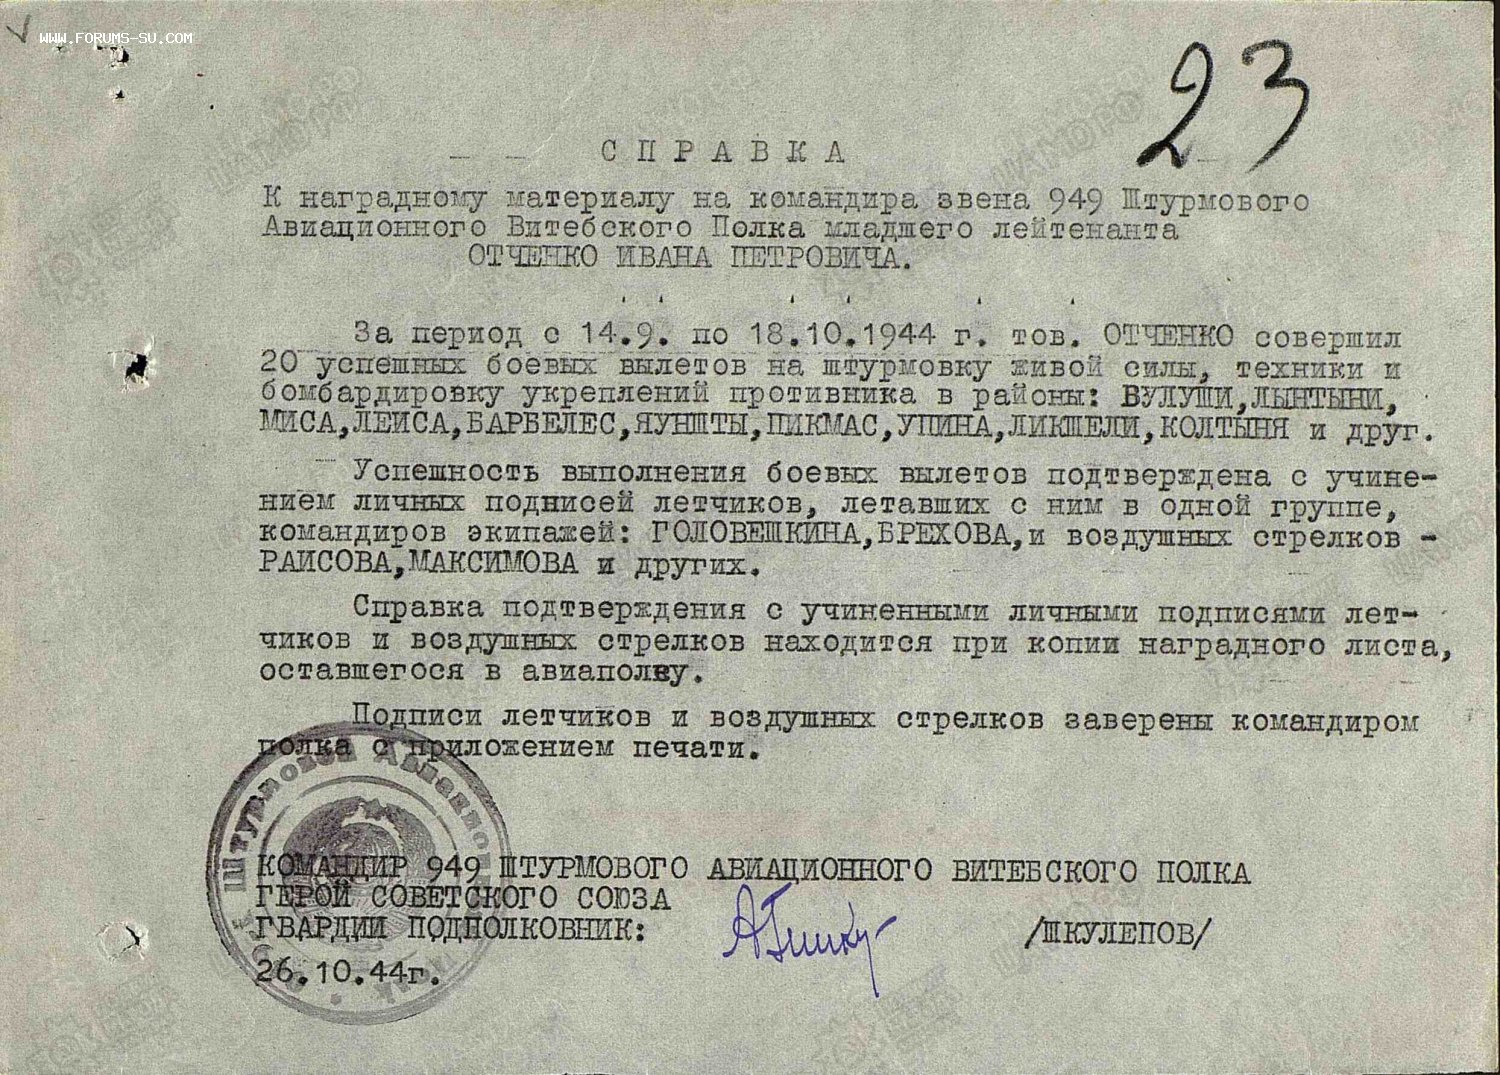 WWW.FORUMS-SU.COM
23
СПРАВКА
К наградному материалу на командира звена 949 Штурмового
Авиационного Витебского Полка младшего лейтенанта
ОТЧЕНКО ИВАНА ПЕТРОВИЧА.
За период с 14.9. по 18.10.1944 г. тов. ОТЧЕНКО совершил
20 успешных боевых вылетов на штурмовку живой силы, техники и
бомбардировку укреплений противника в районы: ВУЛУШИ,ЛЫНТЫНИ,
МИСА,ЛЕИСА,БАРБЕЛЕС,ЯУНШТЫ,ПИКМАС,УПИНА,ЛИКШЕЛИ,КОЛТЫНЯ и друг.
Успешность выполнения боевых вылетов подтверждена с учине-
нием личных подписей летчиков, летавших с ним в одной группе,
командиров экипажей: ГОЛОВЕШКИНА,БРЕХОВА,и воздушных стрелков -
РАИСОВА,МАКСИМОВА и других.
Справка подтверждения с учиненными личными подписями лет-
чиков и воздушных стрелков находится при копии наградного листа,
оставшегося в авиаполку.
Подписи летчиков и воздушных стрелков заверены командиром
полка с приложением печати.
Штурмовой Авиационный
КОМАНДИР 949 ШТУРМОВОГО АВИАЦИОННОГО ВИТЕБСКОГО ПОЛКА
ГЕРОЙ СОВЕТСКОГО СОЮЗА
ГВАРДИИ ПОДПОЛКОВНИК: /ШКУЛЕПОВ/
26.10.44г.